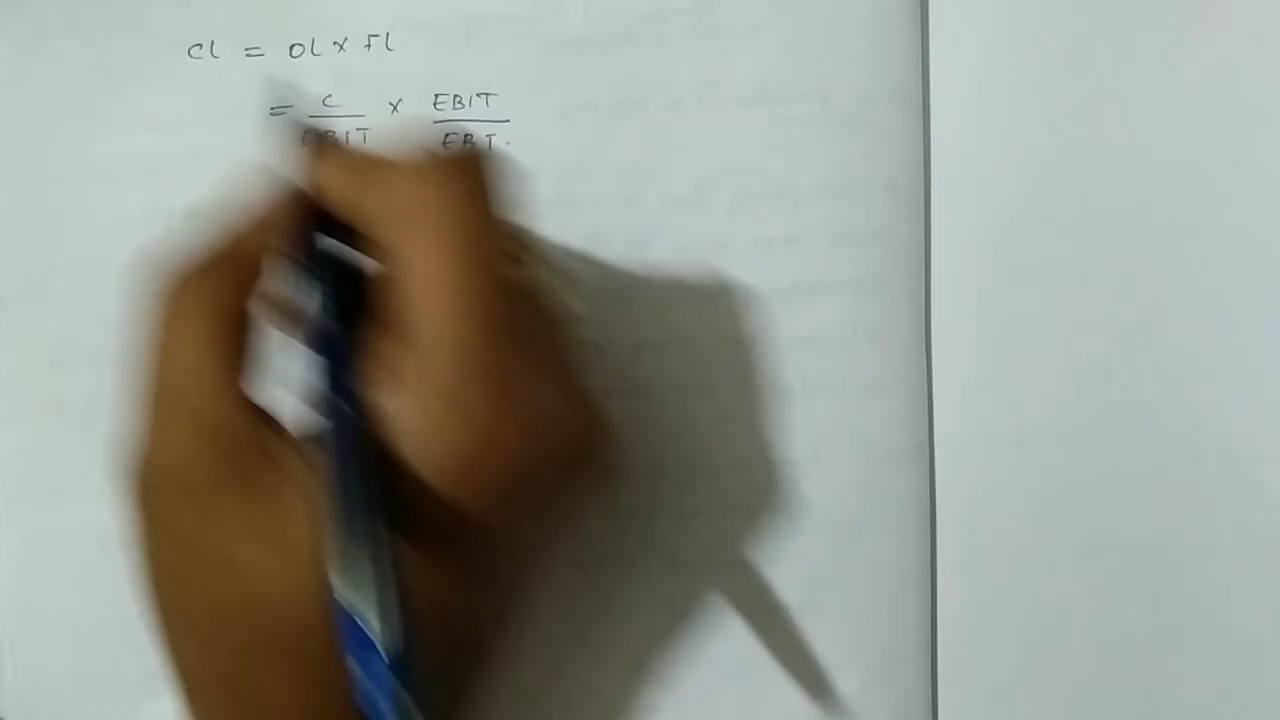 CL = OL × FL
= C / EBIT × EBIT / EBT.